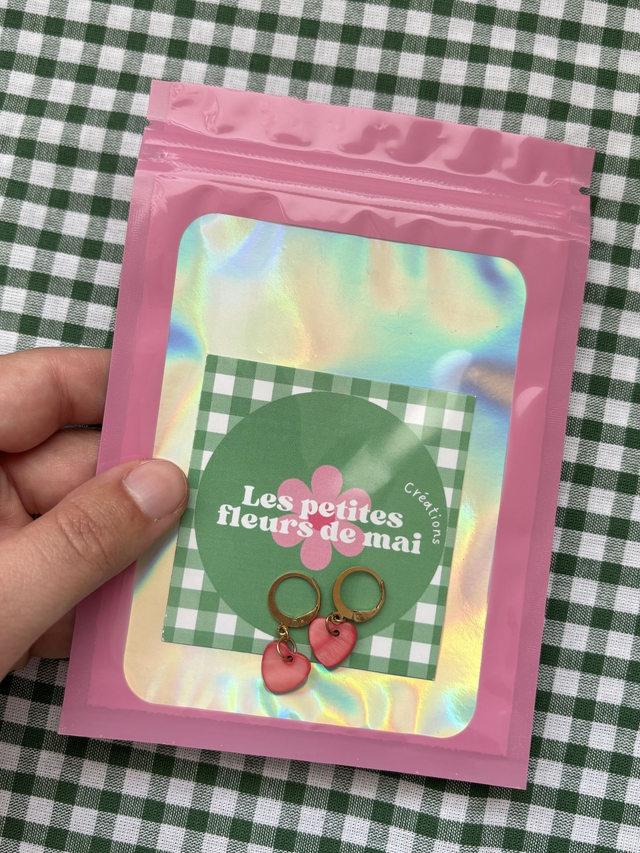 Les petites
fleurs de mai
Créations